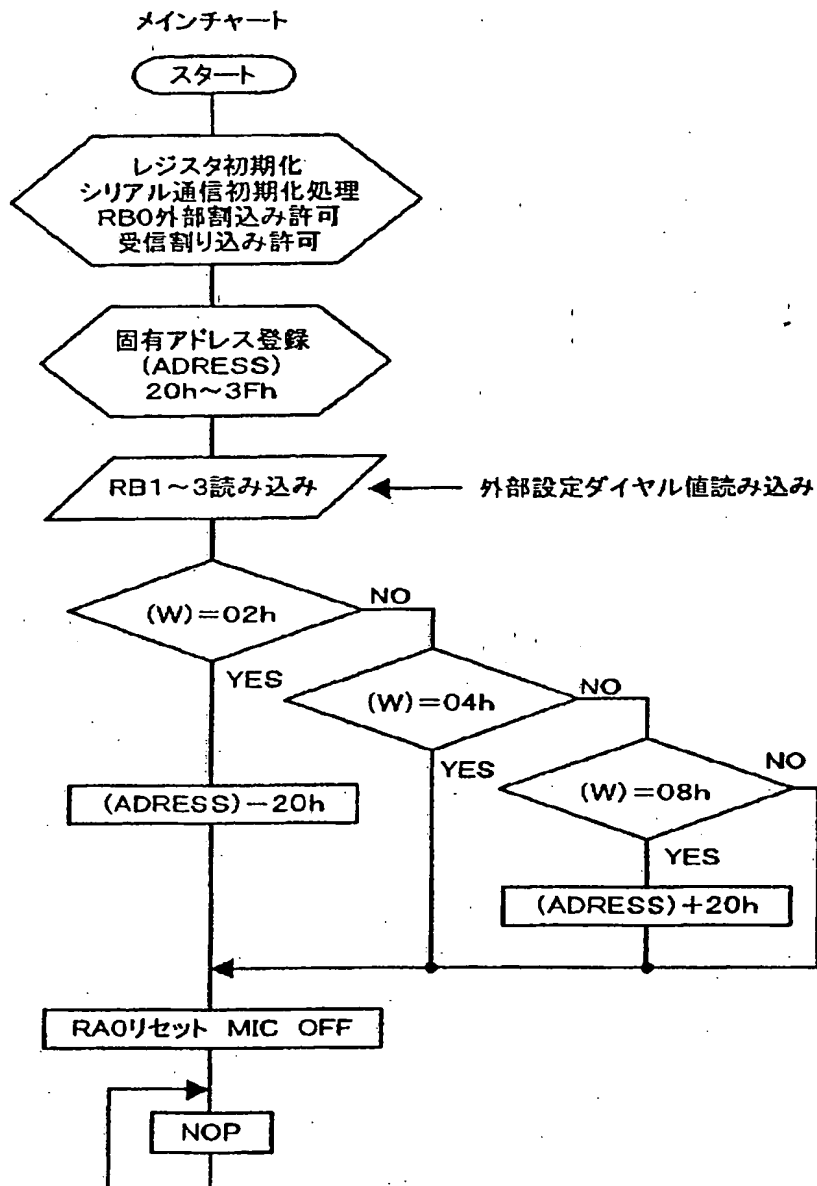 メインチャート
スタート
レジスタ初期化
シリアル通信初期化処理
RB0外部割込み許可
受信割り込み許可
固有アドレス登録
(ADRESS)
20h～3Fh
RB1～3読み込み
外部設定ダイヤル値読み込み
(W)=02h
NO
YES
(W)=04h
NO
YES
(W)=08h
NO
YES
(ADRESS)－20h
(ADRESS)＋20h
RA0リセット MIC OFF
NOP